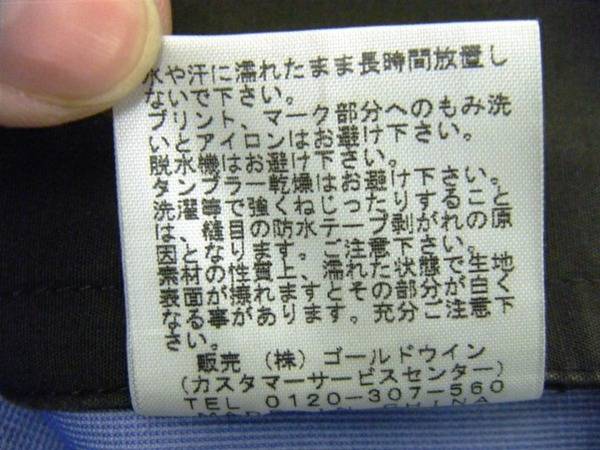 水や汗に濡れたまま長時間放置し
ないで下さい。
プリント、マーク部分へのもみ洗
いとアイロンはお避け下さい。
脱水機はお避け下さい。
タンブラー乾燥はお避け下さい。
洗濯等で強くねじったりすること
は、縫目の防水テープ剥がれの原
因となります。ご注意下さい。
素材の性質上、濡れた状態で生地
表面が擦れますとその部分が白く
なる事があります。充分ご注意下
さい。
販売 (株) ゴールドウイン
(カスタマーサービスセンター)
TEL 0120-307-560
MADE IN CHINA